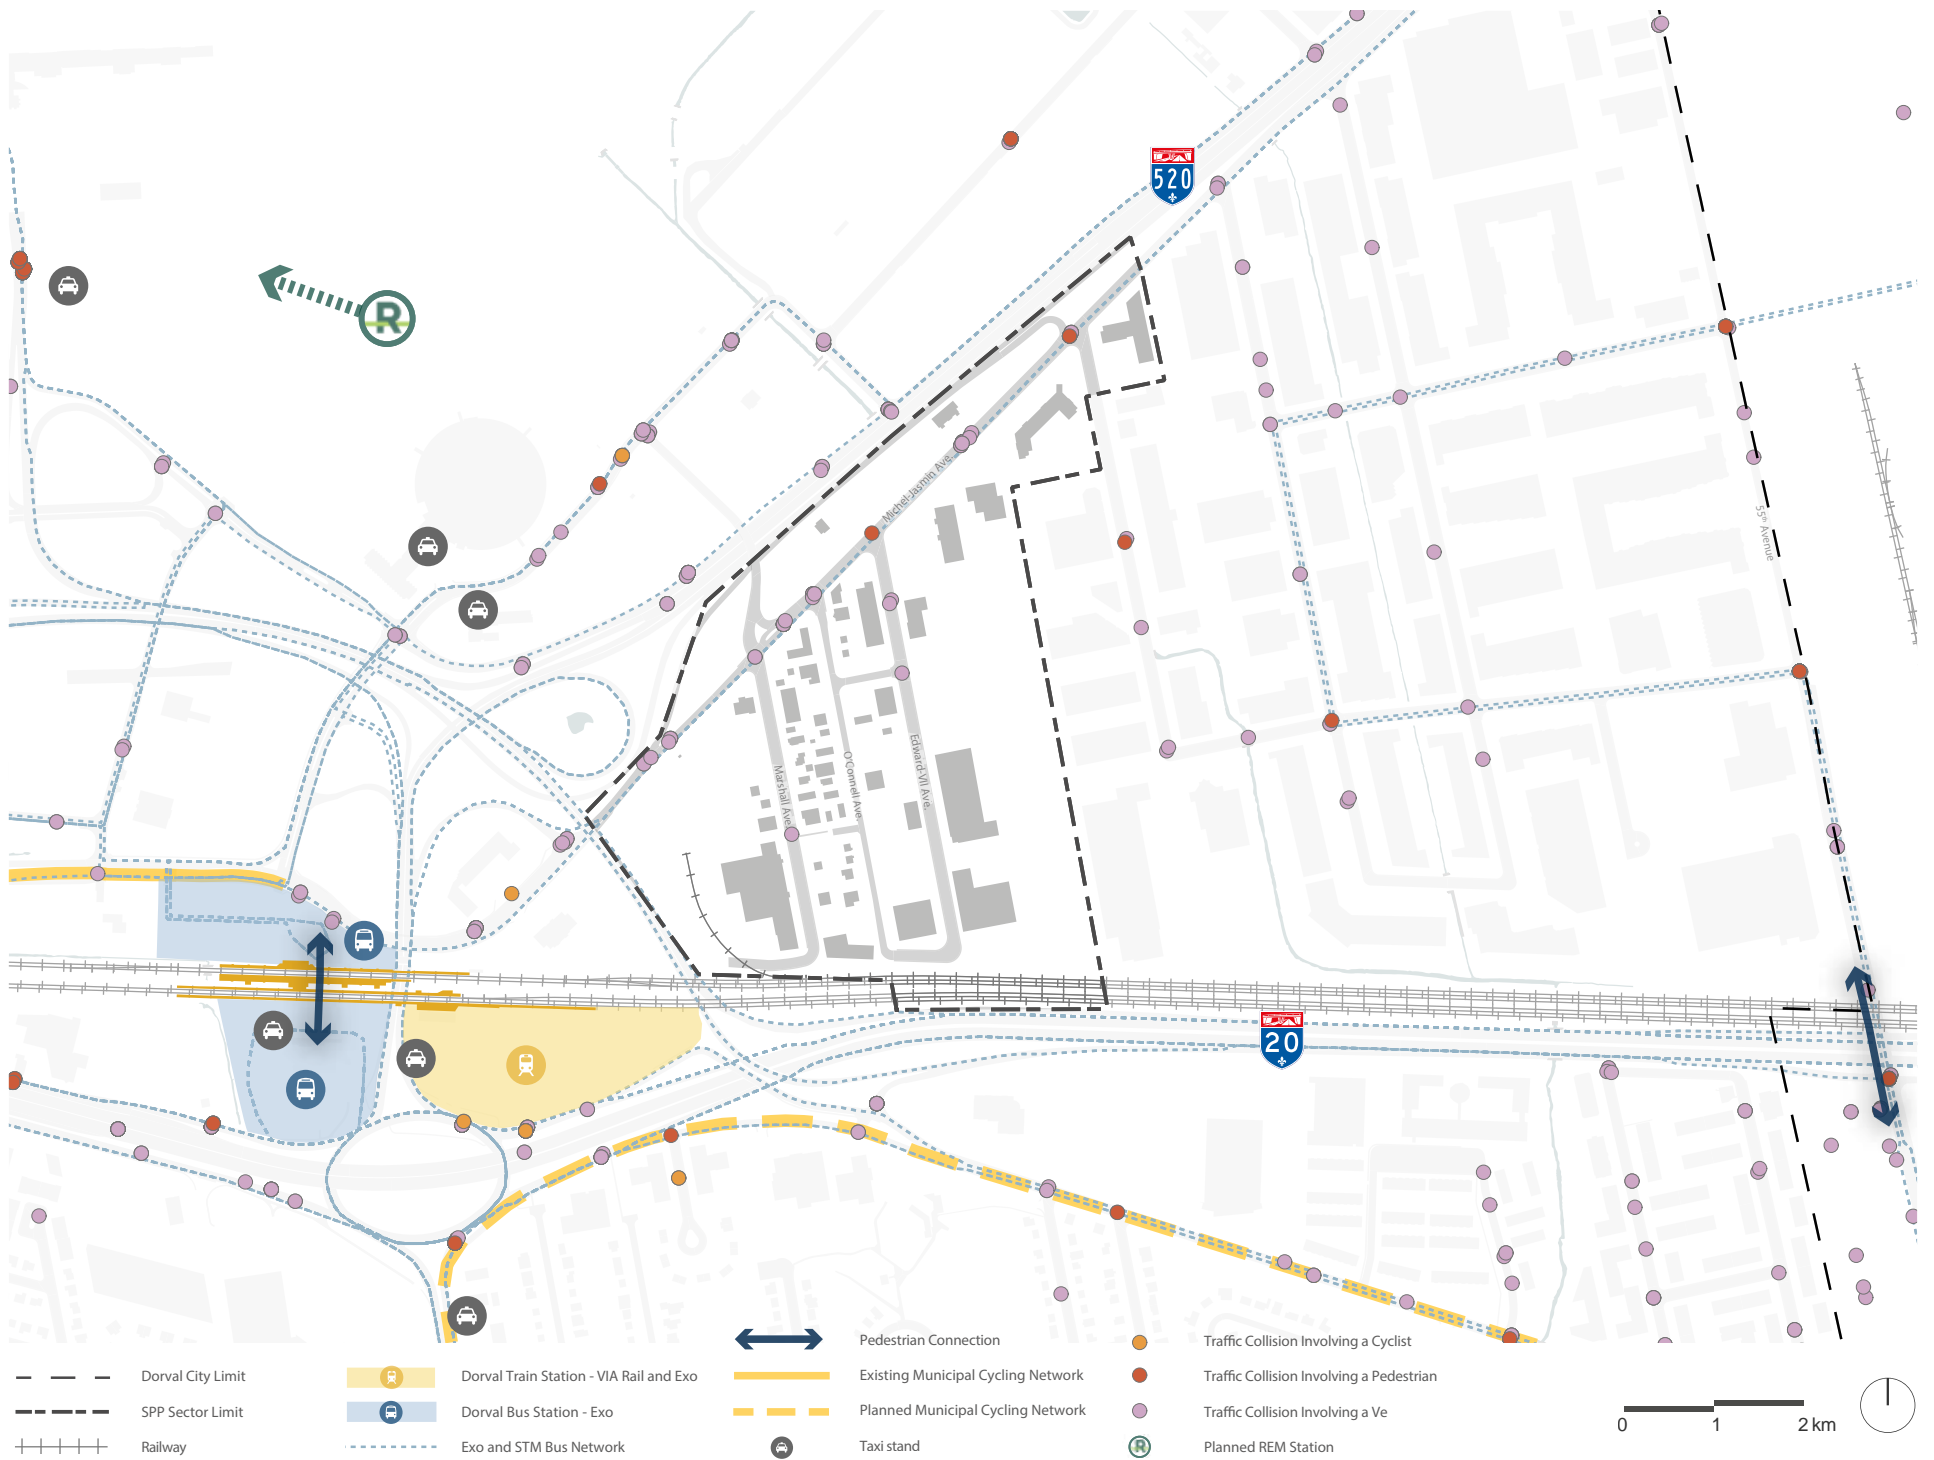 520
R
Michel-Jasmin Ave.
55th Avenue
Marshall Ave.
O'Connell Ave.
Edward-VII Ave.
20
Pedestrian Connection
Traffic Collision Involving a Cyclist
Dorval City Limit
Dorval Train Station - VIA Rail and Exo
Existing Municipal Cycling Network
Traffic Collision Involving a Pedestrian
SPP Sector Limit
Dorval Bus Station - Exo
Planned Municipal Cycling Network
Traffic Collision Involving a Ve
Railway
Exo and STM Bus Network
Taxi stand
R
Planned REM Station
0 1 2 km